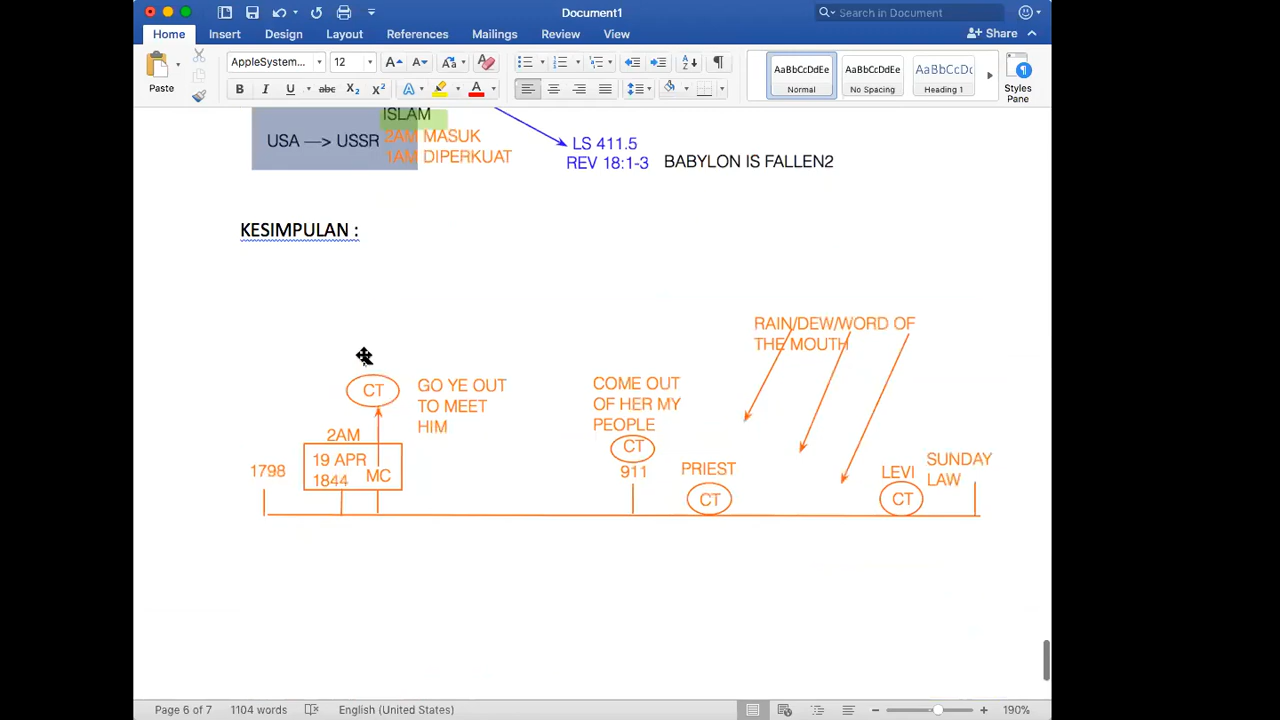 Document1
Search in Document
Home Insert Design Layout References Mailings Review View
Share
Paste
AppleSystem... 12
AaBbCcDdEe AaBbCcDdEe AaBbCcDc
Normal No Spacing Heading 1
Styles
Pane
ISLAM
USA —> USSR
2AM MASUK
1AM DIPERKUAT
LS 411.5
REV 18:1-3
BABYLON IS FALLEN2
KESIMPULAN :
RAIN/DEW/WORD OF
THE MOUTH
CT
GO YE OUT
TO MEET
HIM
COME OUT
OF HER MY
PEOPLE
CT
911
2AM
19 APR
1844
MC
1798
PRIEST
CT
LEVI
CT
SUNDAY
LAW
Page 6 of 7 1104 words English (United States) 190%